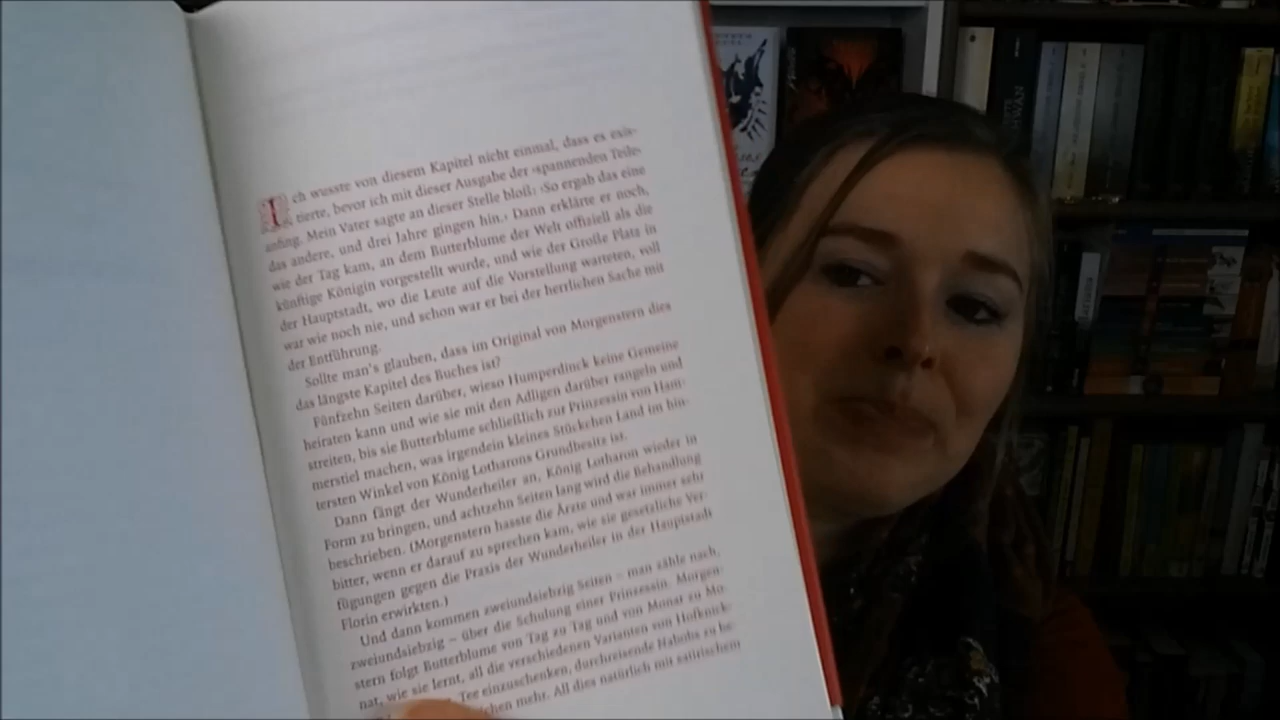 Ich wusste von diesem Kapitel nicht einmal, dass es exis-
tierte, bevor ich mit dieser Ausgabe der ›spannenden Teile‹
anfing. Mein Vater sagte an dieser Stelle bloß: ›So ergab das eine
das andere, und drei Jahre gingen hin.‹ Dann erklärte er noch,
wie der Tag kam, an dem Butterblume der Welt offiziell als die
künftige Königin vorgestellt wurde, und wie der Große Platz in
der Hauptstadt, wo die Leute auf die Vorstellung warteten, voll
war wie noch nie, und schon war er bei der herrlichen Sache mit
der Entführung.
Sollte man's glauben, dass im Original von Morgenstern dies
das längste Kapitel des Buches ist?
Fünfzehn Seiten darüber, wieso Humperdinck keine Gemeine
heiraten kann und wie sie mit den Adligen darüber rangeln und
streiten, bis sie Butterblume schließlich zur Prinzessin von Ham-
merstiel machen, was irgendein kleines Stückchen Land im hin-
tersten Winkel von König Lotharons Grundbesitz ist.
Dann fängt der Wunderheiler an, König Lotharon wieder in
Form zu bringen, und achtzehn Seiten lang wird die Behandlung
beschrieben. (Morgenstern hasste die Ärzte und war immer sehr
bitter, wenn er darauf zu sprechen kam, wie sie gesetzliche Ver-
fügungen gegen die Praxis der Wunderheiler in der Hauptstadt
Florin erwirkten.)
Und dann kommen zweiundsiebzig Seiten – man zähle nach,
zweiundsiebzig – über die Schulung einer Prinzessin. Morgen-
stern folgt Butterblume von Tag zu Tag und von Monat zu Mo-
nat, wie sie lernt, all die verschiedenen Varianten von Hofknick-
Tee einzuschenken, durchreisende Nabobs zu be-
mehr. All dies natürlich mit satirischem